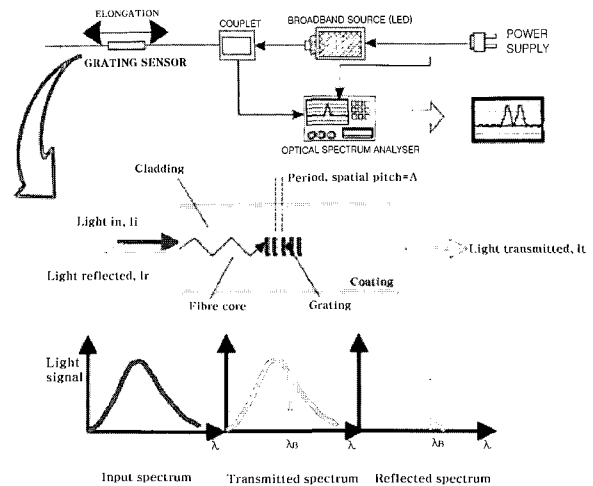 ELONGATION
COUPLET
BROADBAND SOURCE (LED)
POWER
SUPPLY
GRATING SENSOR
OPTICAL SPECTRUM ANALYSER
Cladding
Period, spatial pitch=Λ
Light in, Ii
Light transmitted, It
Light reflected, Ir
Coating
Fibre core
Grating
Light
signal
λ
λB
λ
λB
λ
Input spectrum
Transmitted spectrum
Reflected spectrum